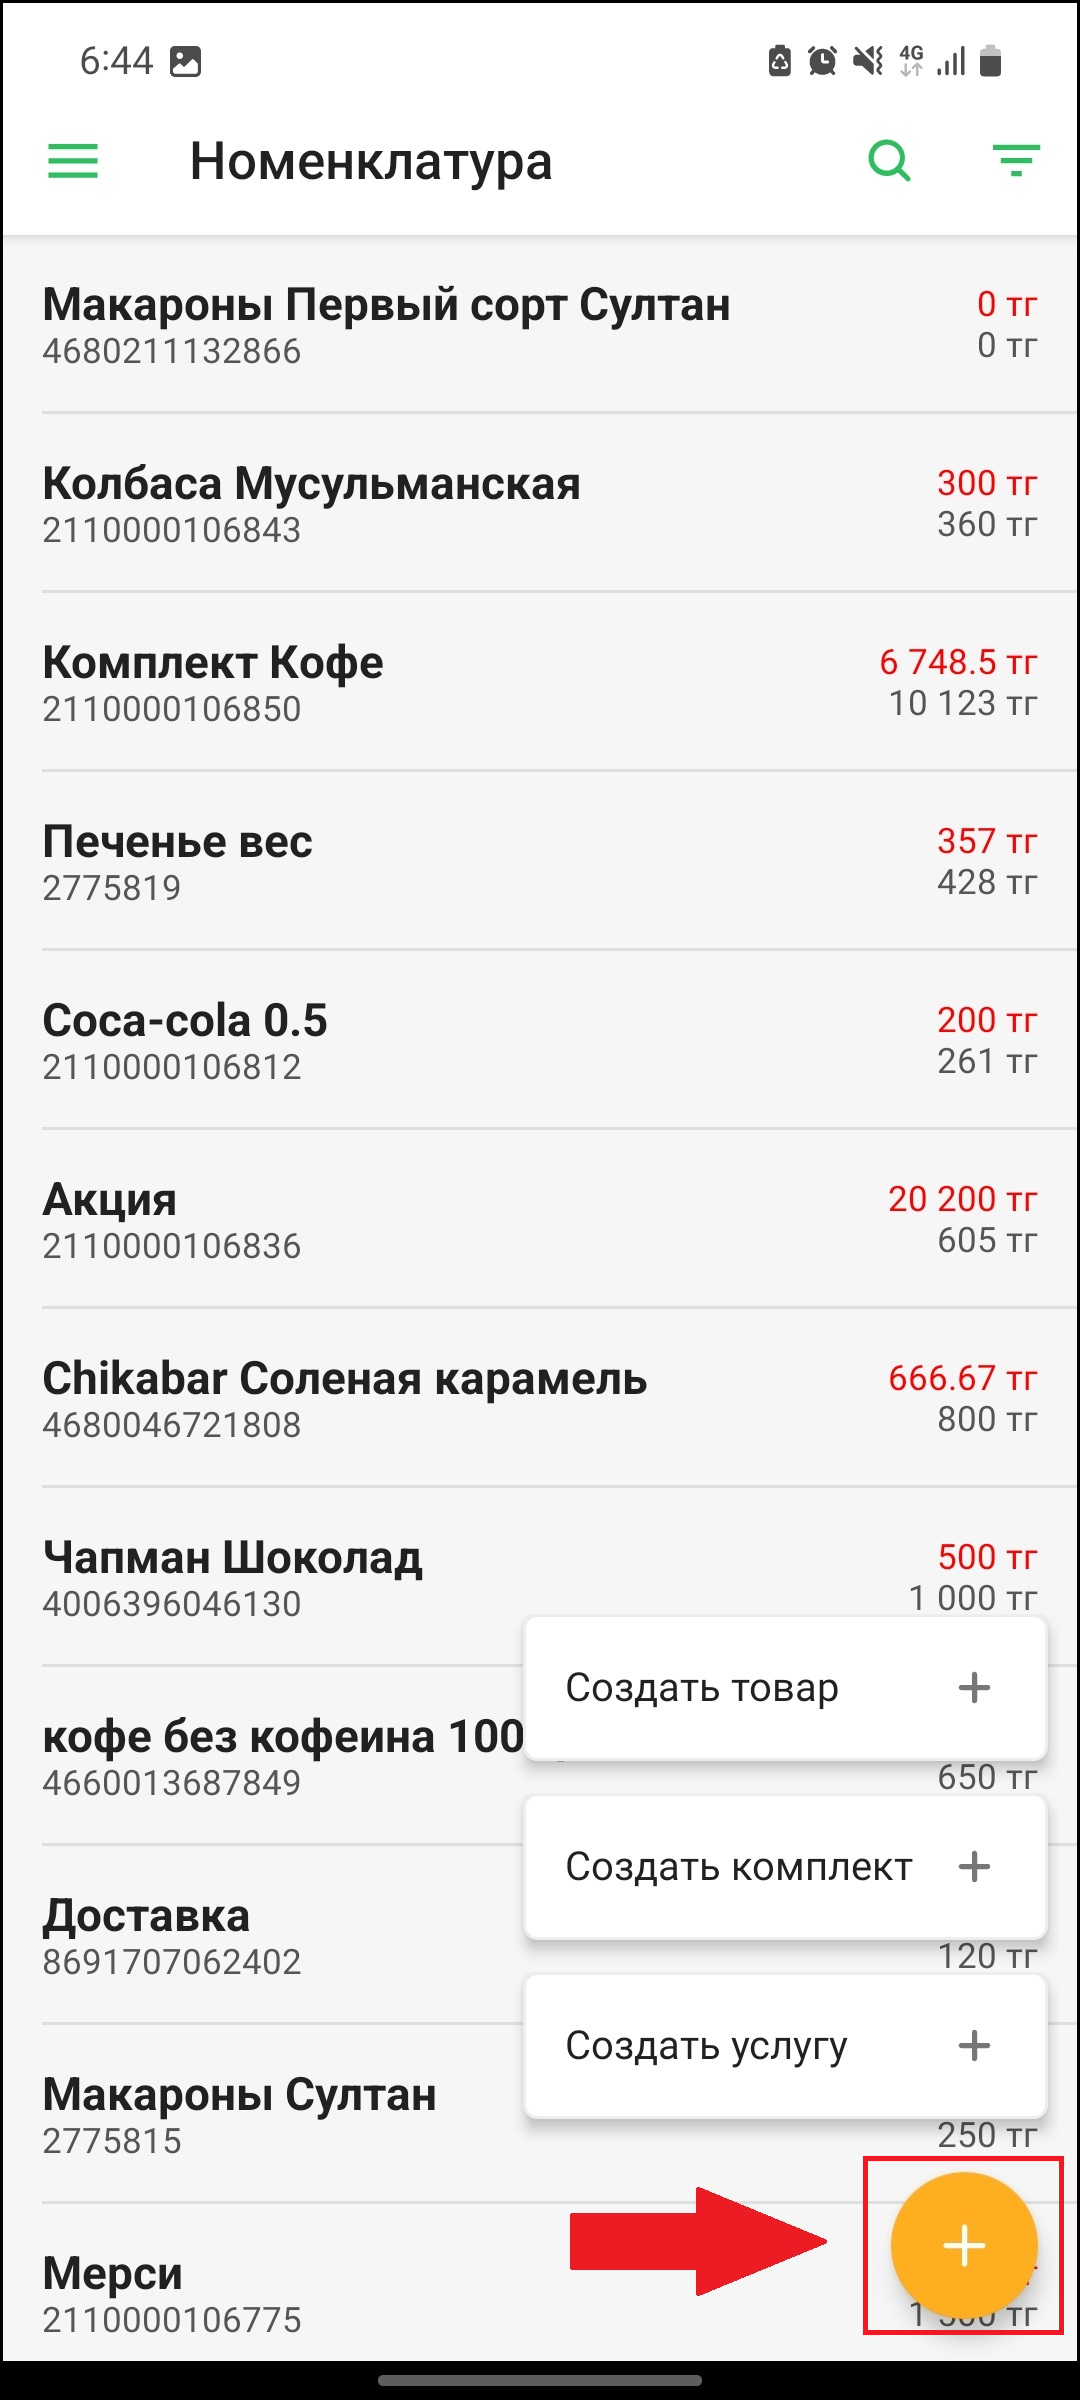 6:44 4G
Номенклатура
Макароны Первый сорт Султан 0 тг
4680211132866 0 тг
Колбаса Мусульманская 300 тг
2110000106843 360 тг
Комплект Кофе 6 748.5 тг
2110000106850 10 123 тг
Печенье вес 357 тг
2775819 428 тг
Coca-cola 0.5 200 тг
2110000106812 261 тг
Акция 20 200 тг
2110000106836 605 тг
Chikabar Соленая карамель 666.67 тг
4680046721808 800 тг
Чапман Шоколад 500 тг
4006396046130 1 000 тг
Создать товар +
кофе без кофеина 100
4660013687849 650 тг
Создать комплект +
Доставка
8691707062402 120 тг
Создать услугу +
Макароны Султан
2775815 250 тг
+
Мерси
2110000106775 тг